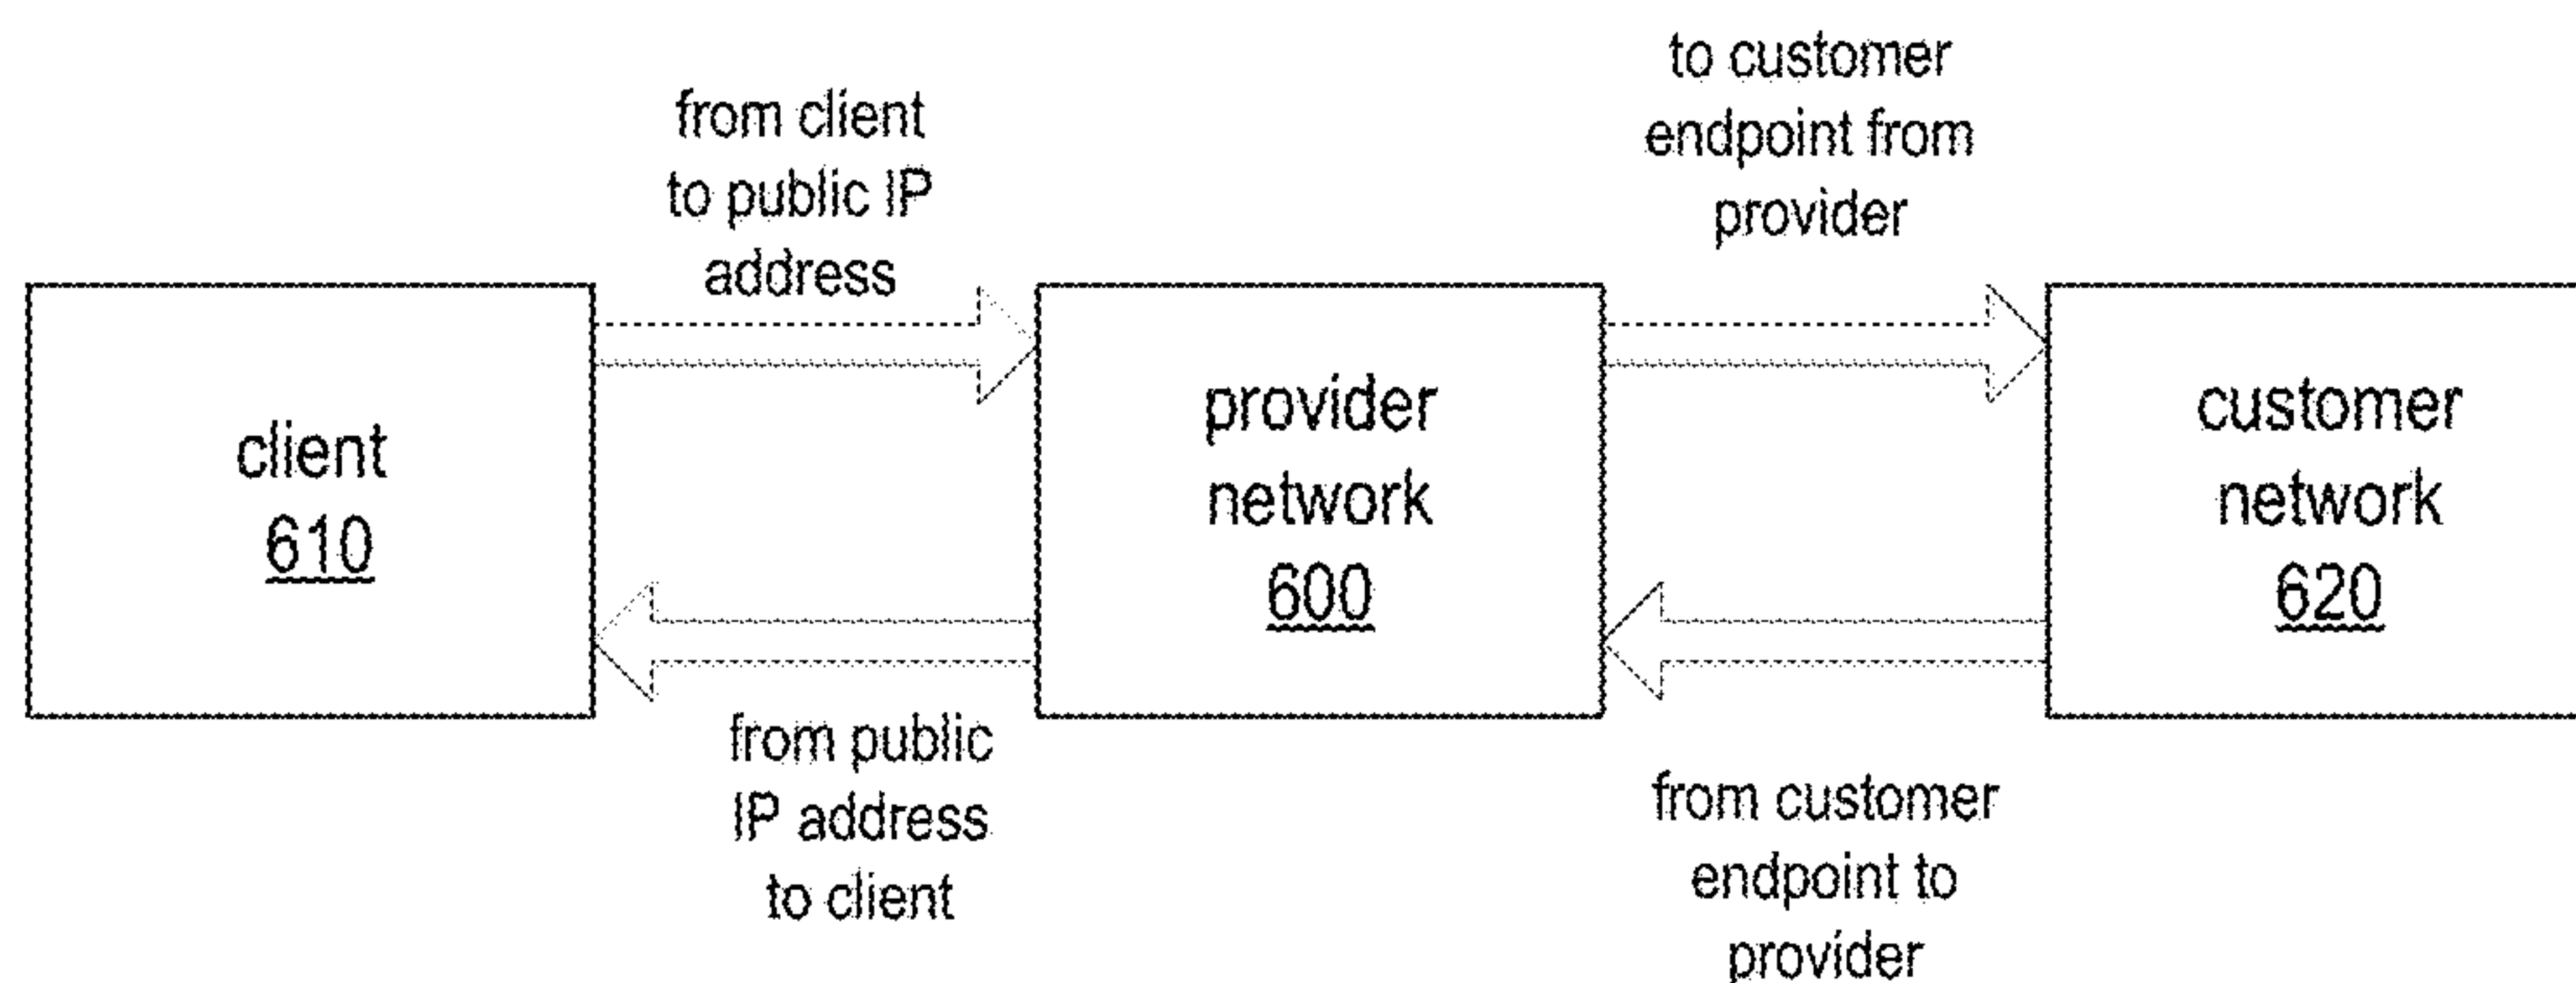 from client
to public IP
address
to customer
endpoint from
provider
client
610
provider
network
600
customer
network
620
from public
IP address
to client
from customer
endpoint to
provider